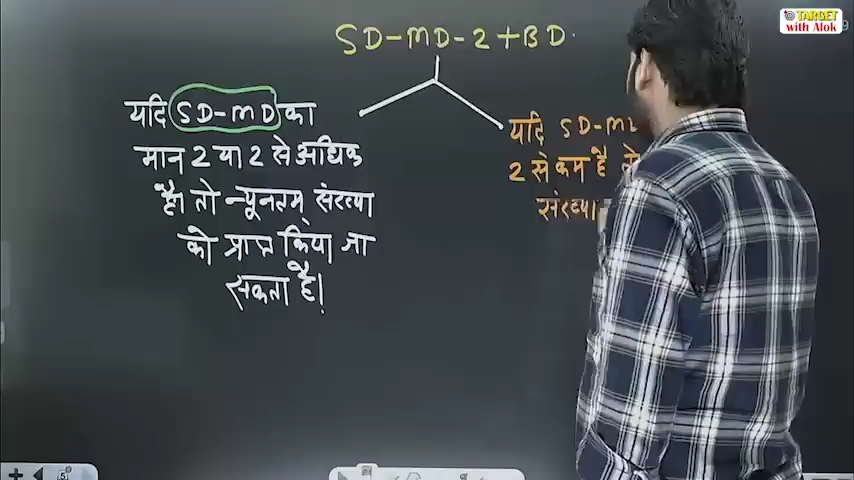 TARGET
with Alok
SD-MD-2+BD
यदि SD-MD का
मान 2 या 2 से अधिक
है। तो न्यूनतम् संख्या
को प्राप्त किया जा
सकता है।
यदि SD-MD
2 से कम है तो
संख्या